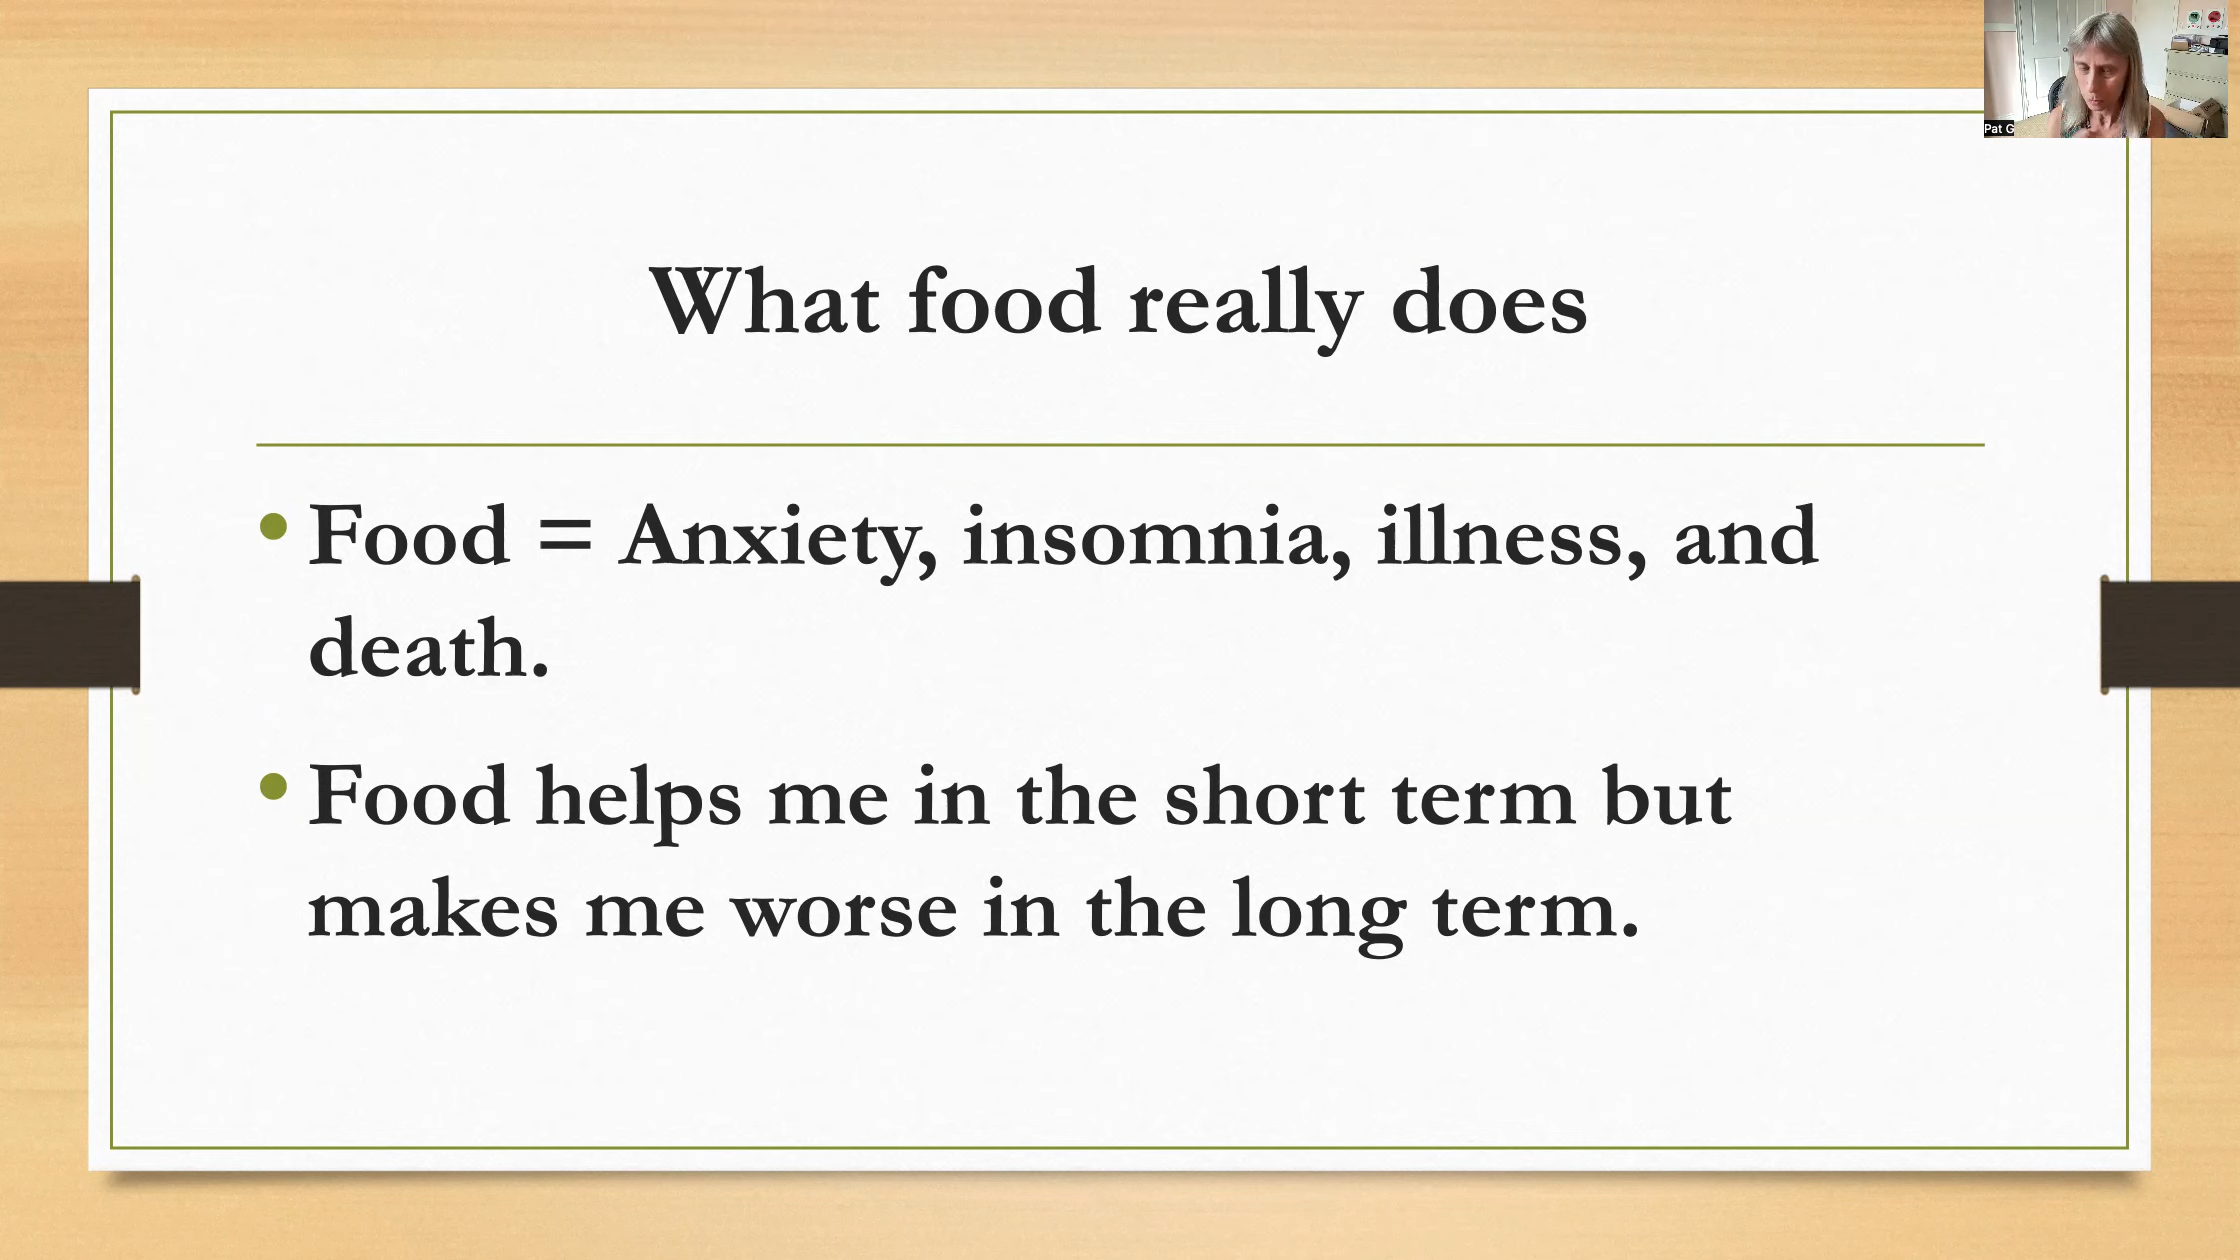 What food really does
Food = Anxiety, insomnia, illness, and
death.
Food helps me in the short term but
makes me worse in the long term.
Pat G